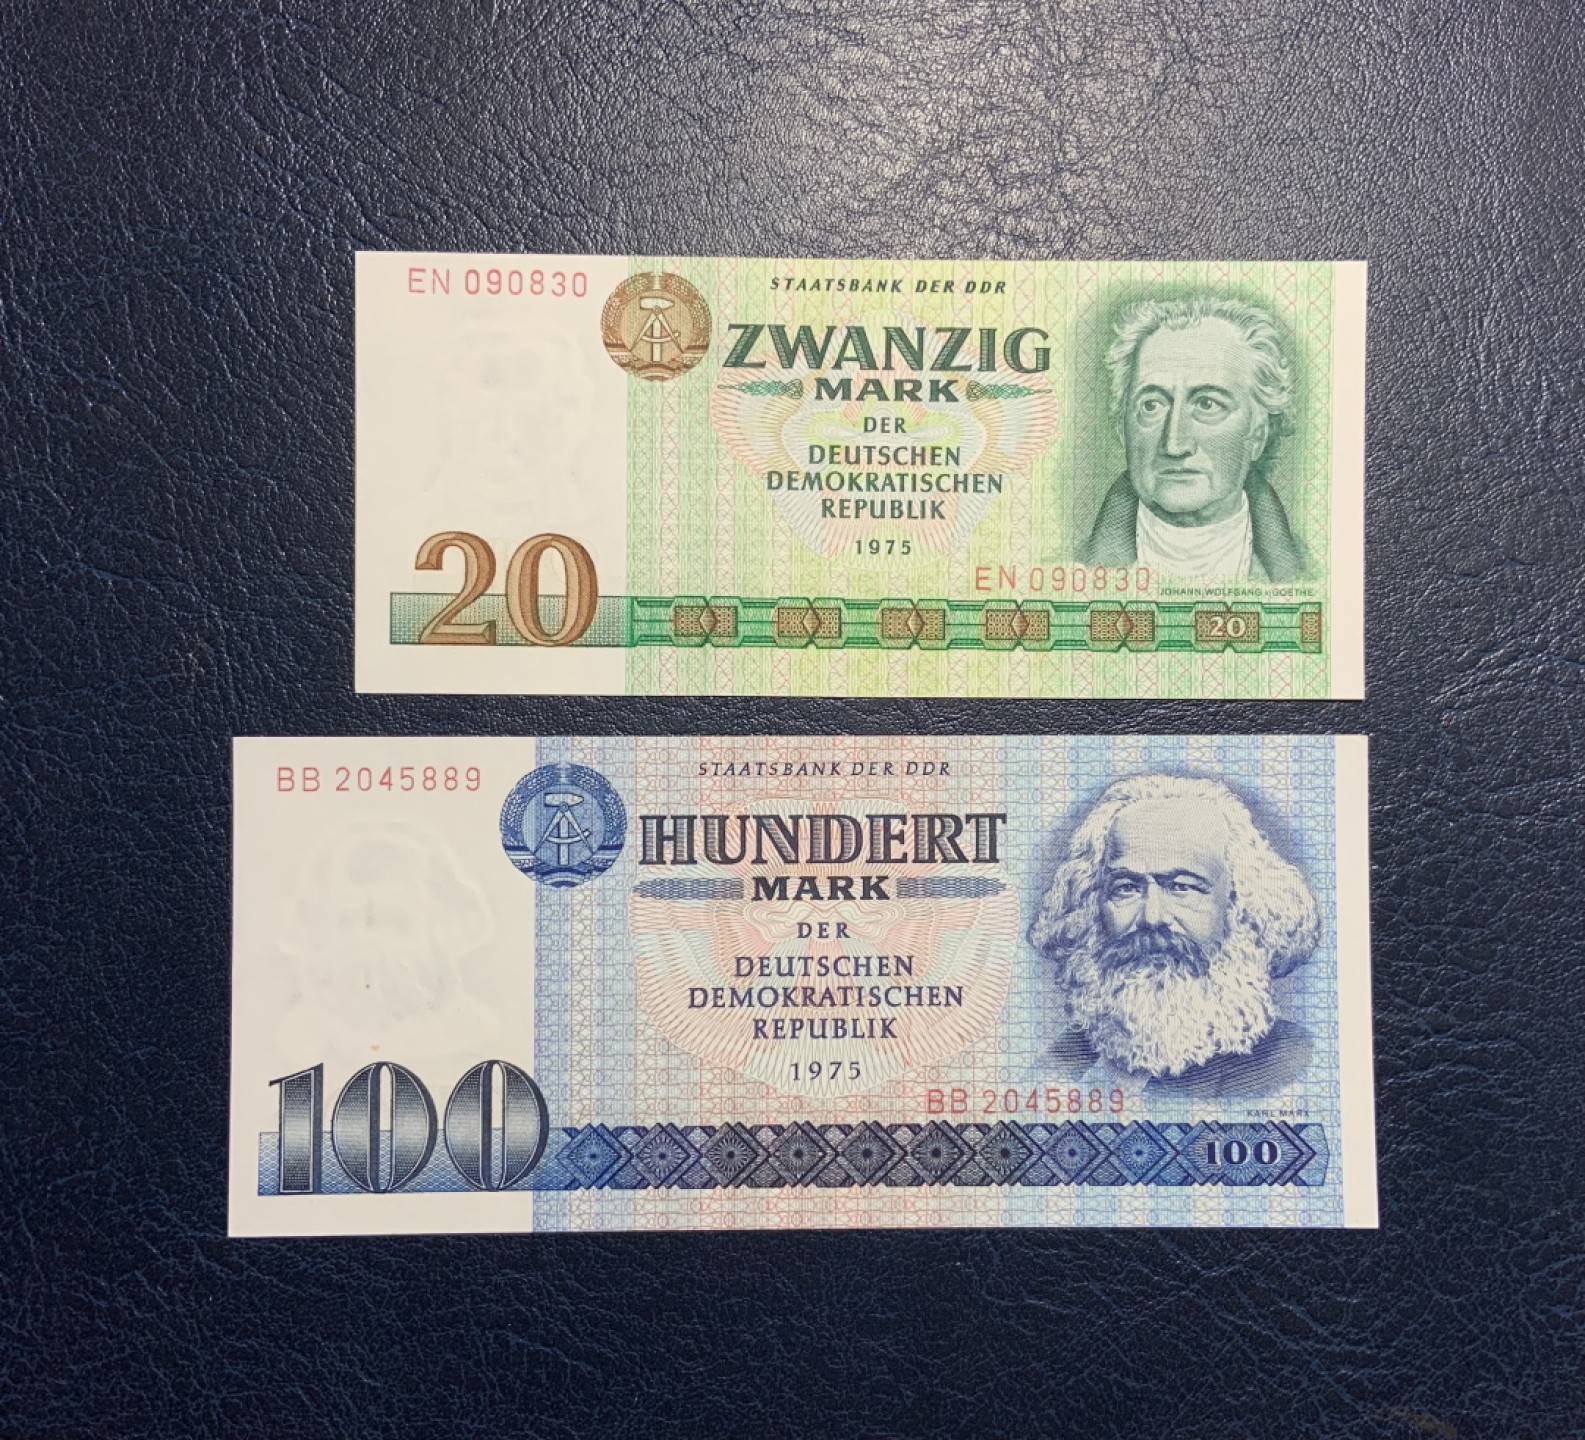 EN 090830
STAATSBANK DER DDR
ZWANZIG
MARK
DER
DEUTSCHEN
DEMOKRATISCHEN
REPUBLIK
1975
EN 090830
JOHANN WOLFGANG v. GOETHE
20
20
BB 2045889
STAATSBANK DER DDR
HUNDERT
MARK
DER
DEUTSCHEN
DEMOKRATISCHEN
REPUBLIK
1975
BB 2045889
KARL MARX
100
100